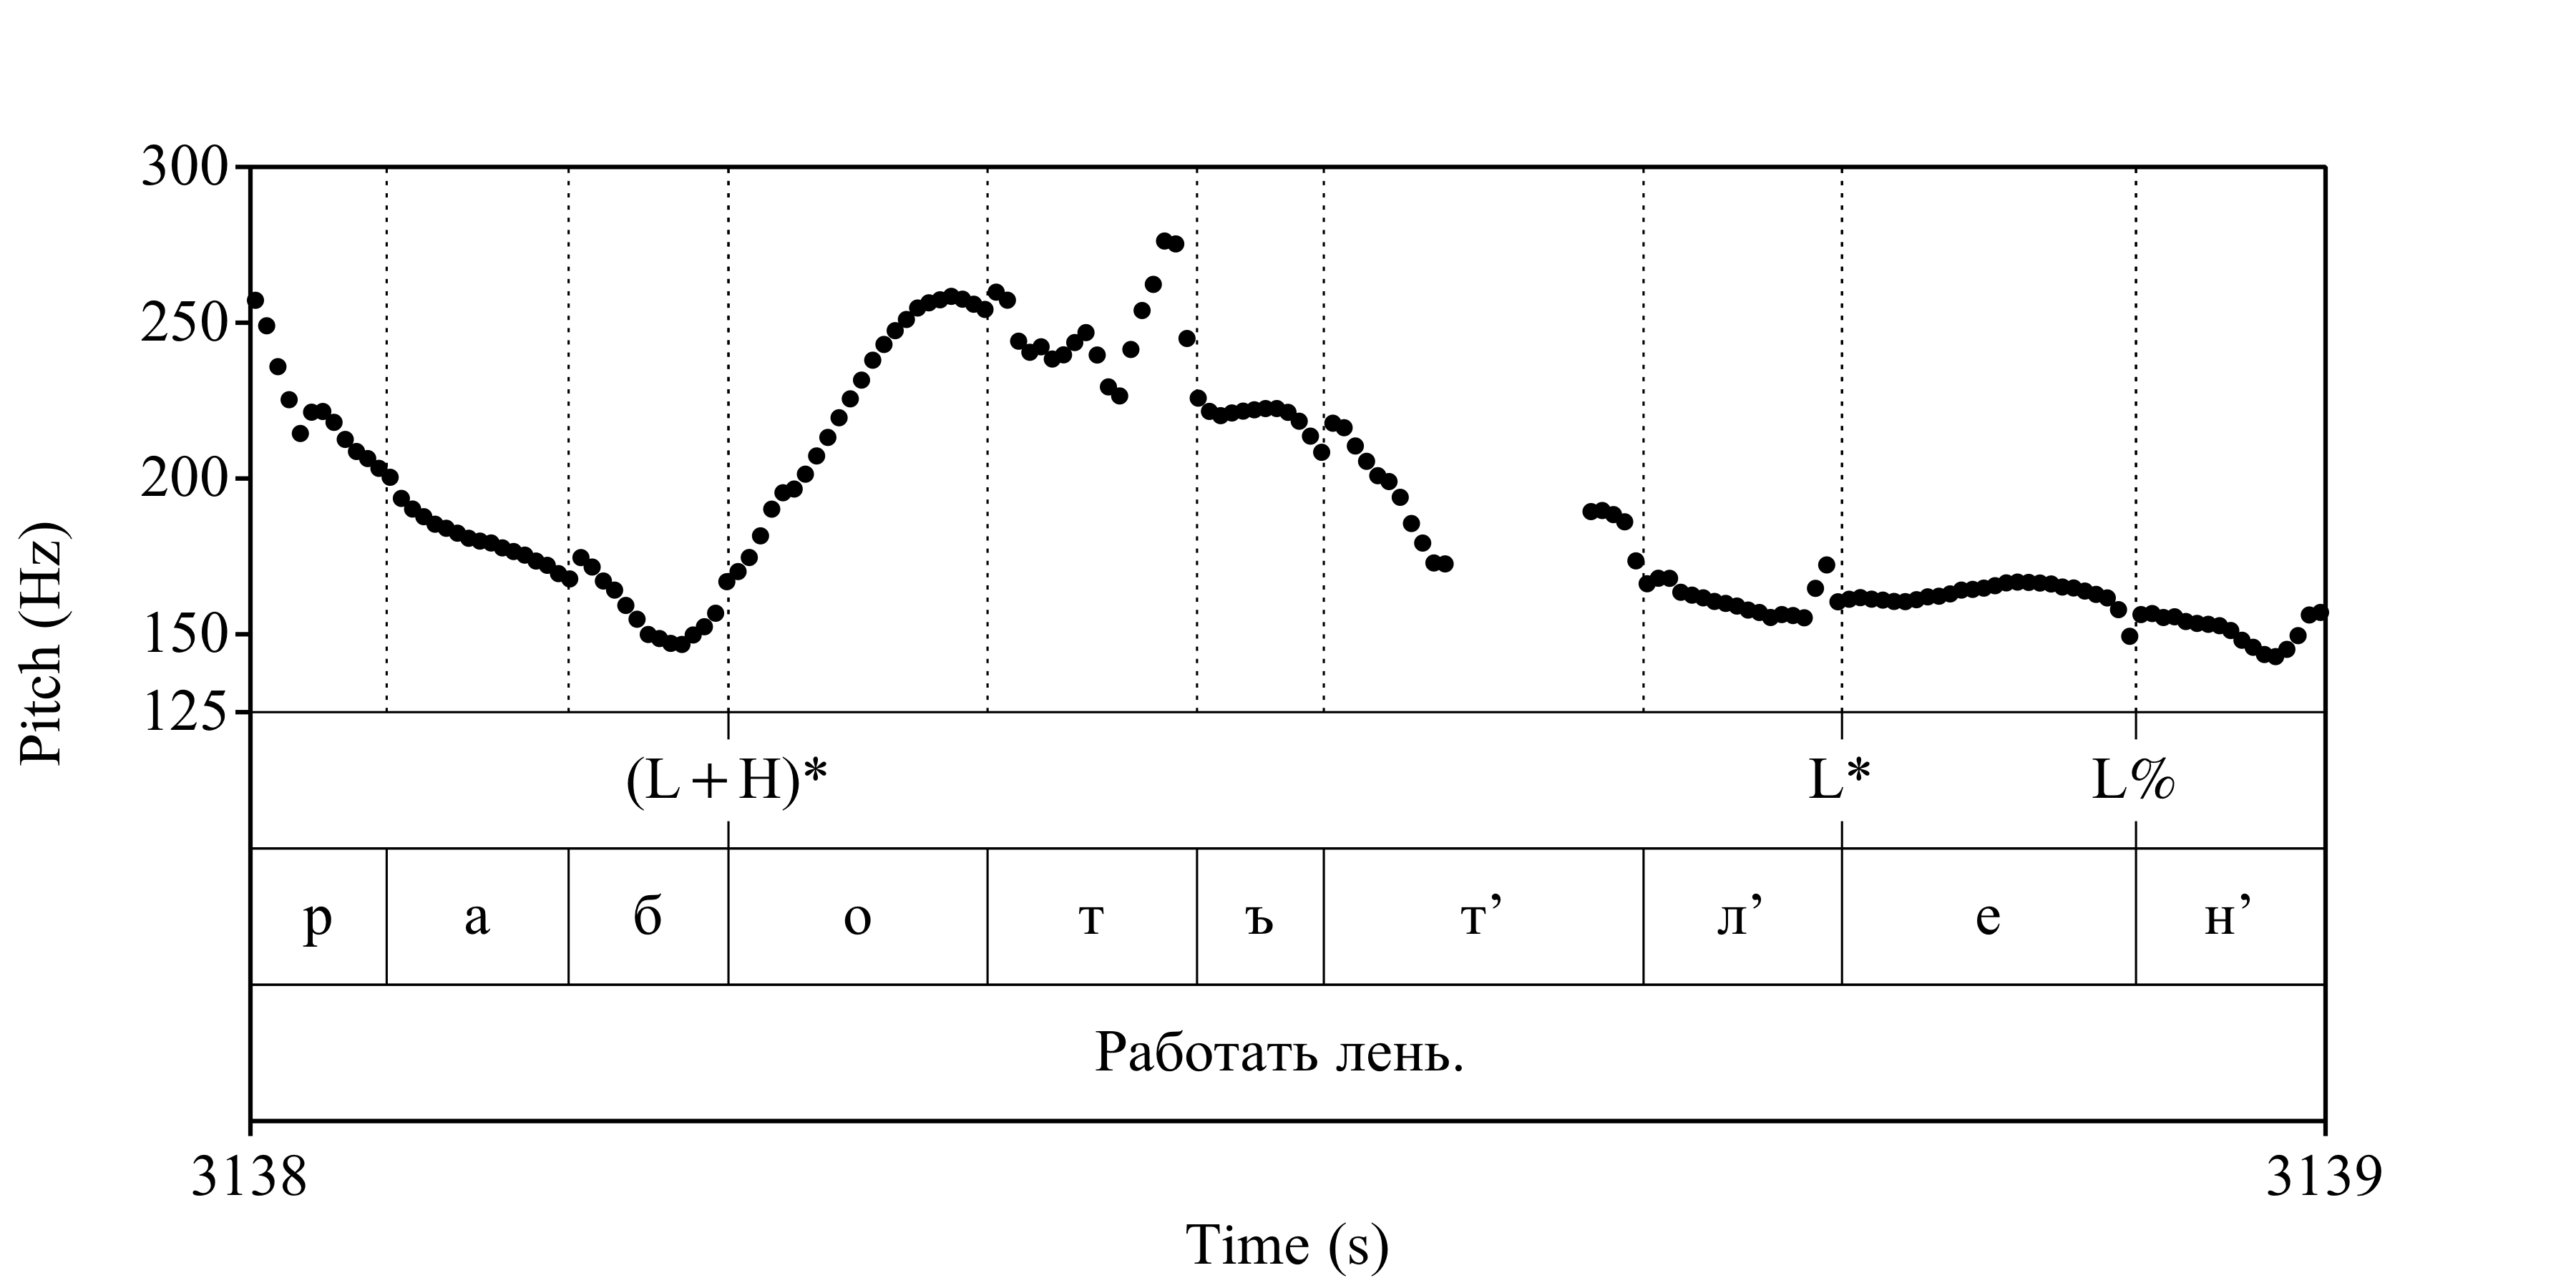 300
250
200
150
125
Pitch (Hz)
(L + H)* L* L%
р а б о т ъ т’ л’ е н’
Работать лень.
3138 3139
Time (s)